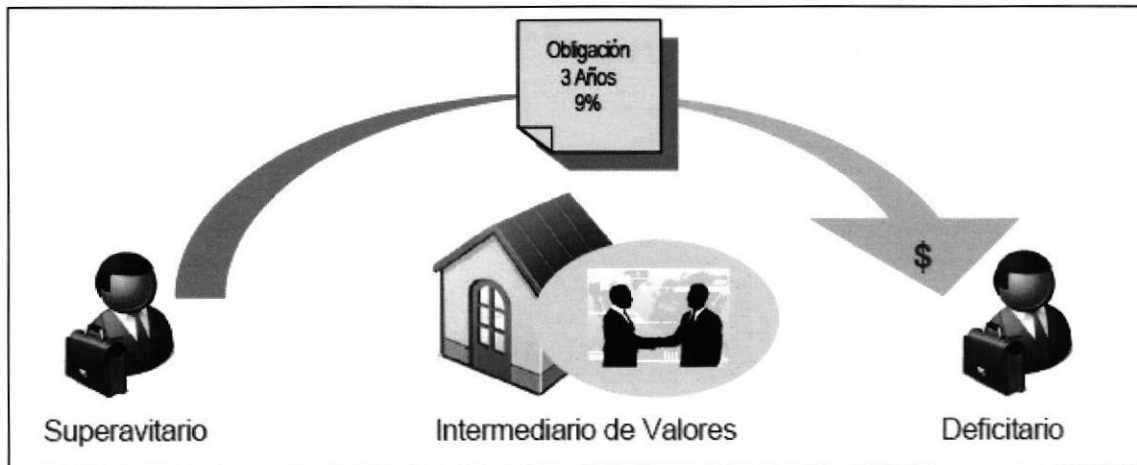 Obligación
3 Años
9%
$
Superavitario
Intermediario de Valores
Deficitario